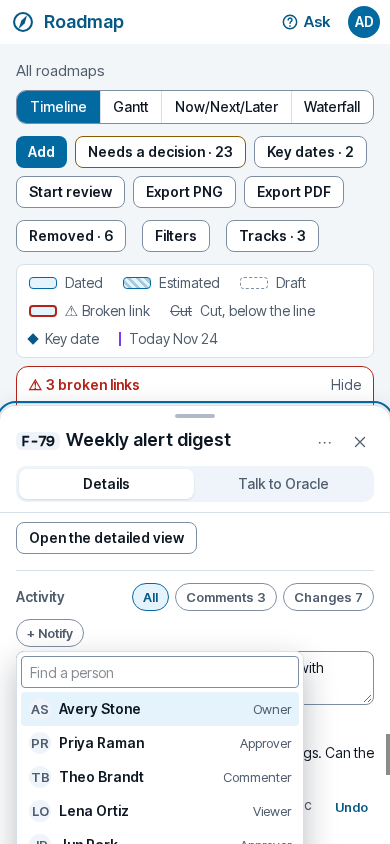 Roadmap
Ask
AD
All roadmaps
Timeline Gantt Now/Next/Later Waterfall
Add Needs a decision · 23 Key dates · 2
Start review Export PNG Export PDF
Removed · 6 Filters Tracks · 3
Dated Estimated Draft
⚠ Broken link Cut Cut, below the line
Key date Today Nov 24
⚠ 3 broken links Hide
F-79 Weekly alert digest ...
Details Talk to Oracle
Open the detailed view
Activity All Comments 3 Changes 7
+ Notify
Find a person with
AS Avery Stone Owner
PR Priya Raman Approver
gs. Can the
TB Theo Brandt Commenter
LO Lena Ortiz Viewer
c Undo